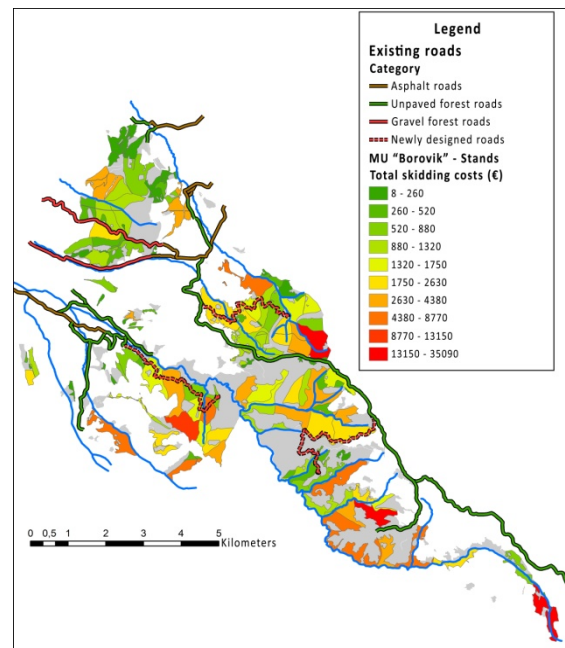 Legend
Existing roads
Category
Asphalt roads
Unpaved forest roads
Gravel forest roads
Newly designed roads
MU "Borovik" - Stands
Total skidding costs (€)
8 - 260
260 - 520
520 - 880
880 - 1320
1320 - 1750
1750 - 2630
2630 - 4380
4380 - 8770
8770 - 13150
13150 - 35090
0 0,5 1 2 3 4 5
Kilometers